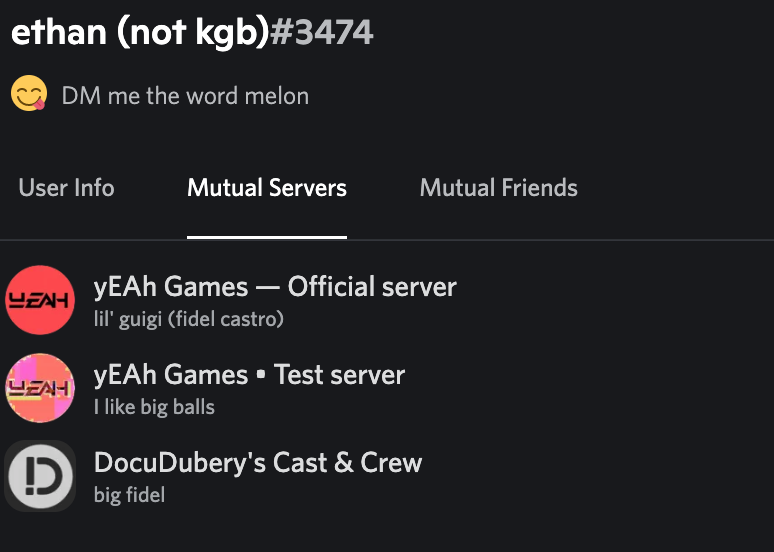 ethan (not kgb)#3474
DM me the word melon
User Info Mutual Servers Mutual Friends
YEAH
yEAh Games — Official server
lil' guigi (fidel castro)
YEAH
yEAh Games • Test server
I like big balls
D
DocuDubery's Cast & Crew
big fidel